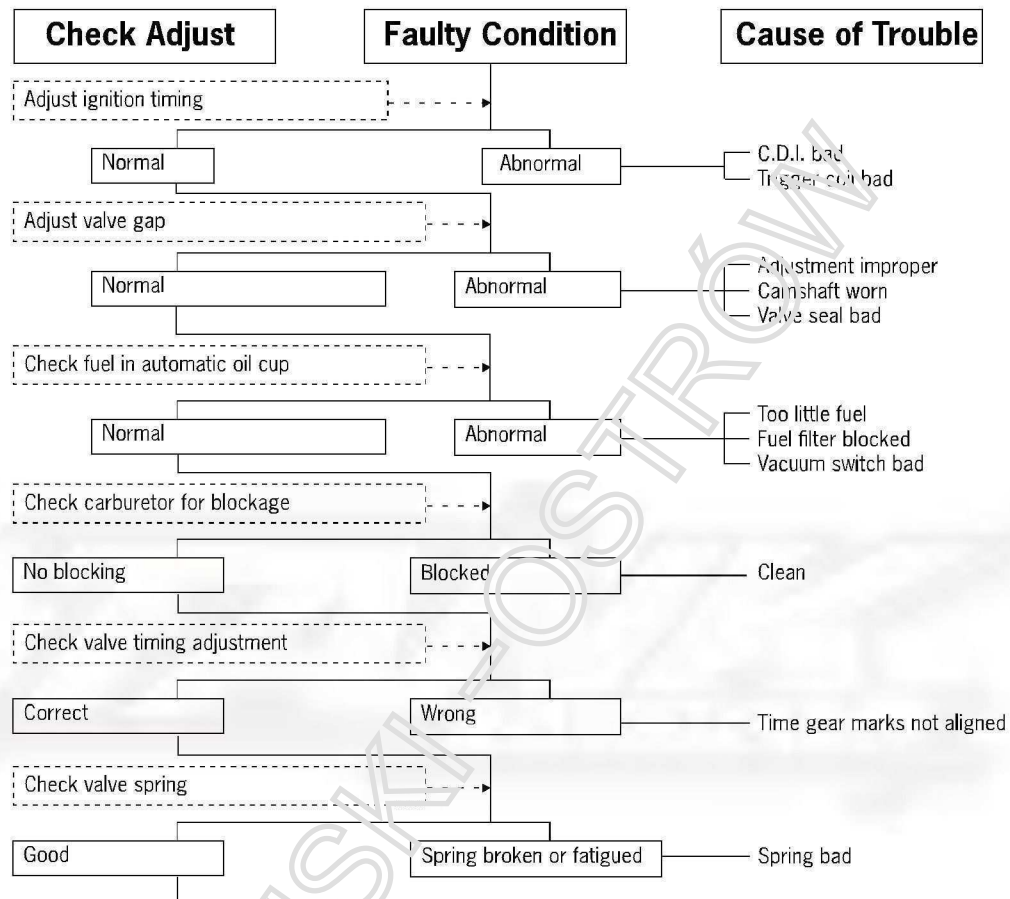 Check Adjust
Faulty Condition
Cause of Trouble
Adjust ignition timing
Normal
Abnormal
C.D.I. bad
Trigger coil bad
Adjust valve gap
Normal
Abnormal
Adjustment improper
Camshaft worn
Valve seal bad
Check fuel in automatic oil cup
Normal
Abnormal
Too little fuel
Fuel filter blocked
Vacuum switch bad
Check carburetor for blockage
No blocking
Blocked
Clean
Check valve timing adjustment
Correct
Wrong
Time gear marks not aligned
Check valve spring
Good
Spring broken or fatigued
Spring bad
SKI-OSTRÓW